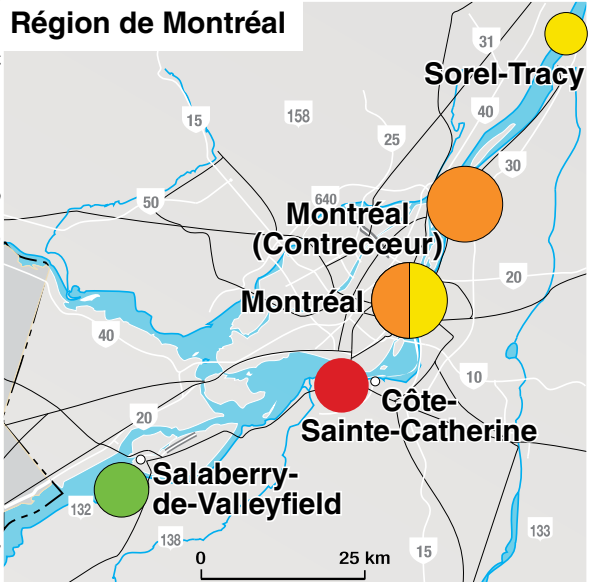 Région de Montréal
31
Sorel-Tracy
40
15
158
25
30
50
640
Montréal
(Contrecœur)
20
Montréal
40
10
Côte-
Sainte-Catherine
20
Salaberry-
de-Valleyfield
132
138
133
15
0 25 km